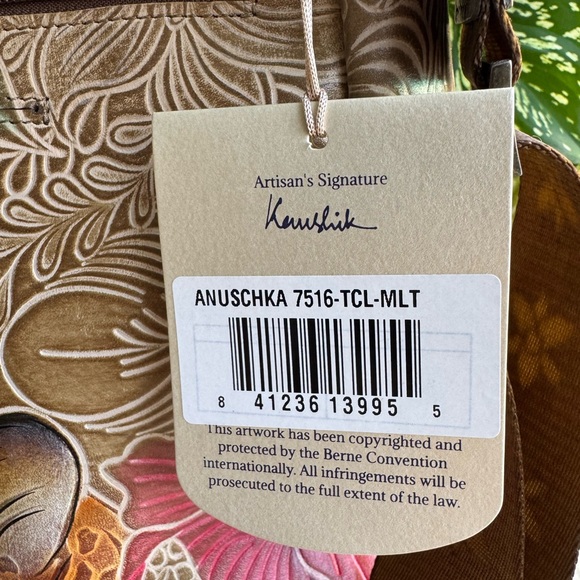 Artisan's Signature
Kaushik
ANUSCHKA 7516-TCL-MLT
8 41236 13995 5
This artwork has been copyrighted and
protected by the Berne Convention
internationally. All infringements will be
prosecuted to the full extent of the law.